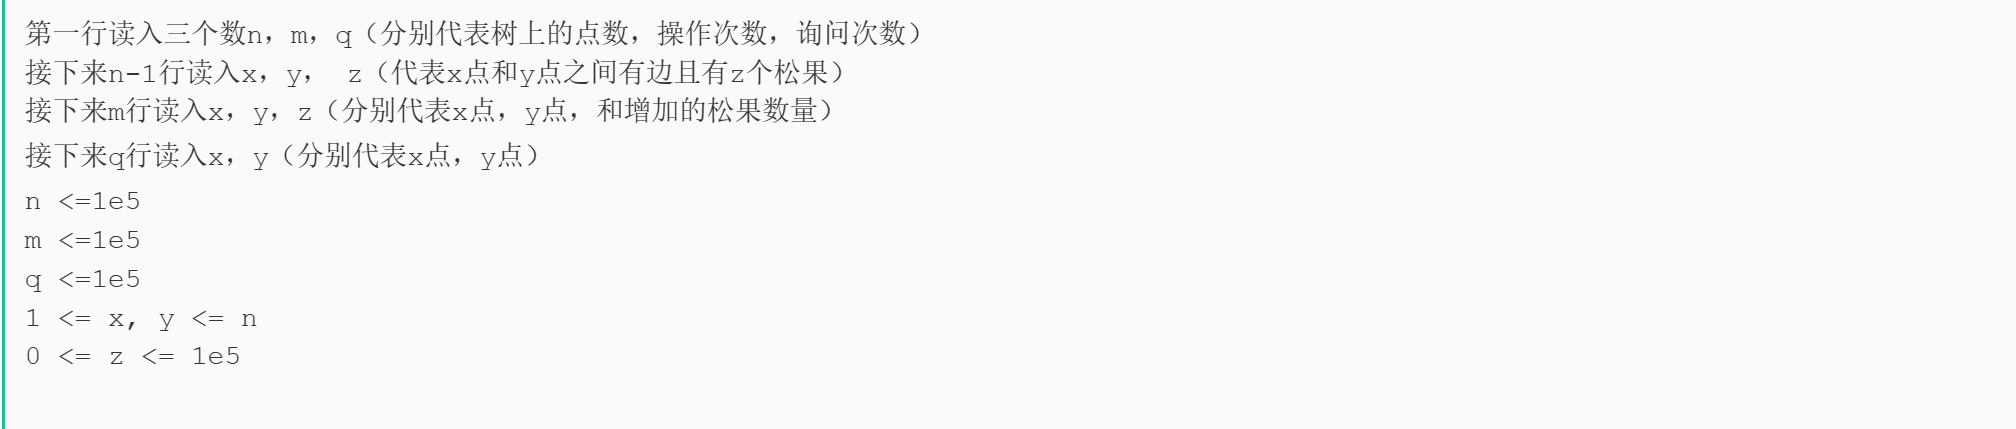 第一行读入三个数n，m，q（分别代表树上的点数，操作次数，询问次数）
接下来n-1行读入x，y， z（代表x点和y点之间有边且有z个松果）
接下来m行读入x，y，z（分别代表x点，y点，和增加的松果数量）
接下来q行读入x，y（分别代表x点，y点）
n <=1e5
m <=1e5
q <=1e5
1 <= x, y <= n
0 <= z <= 1e5